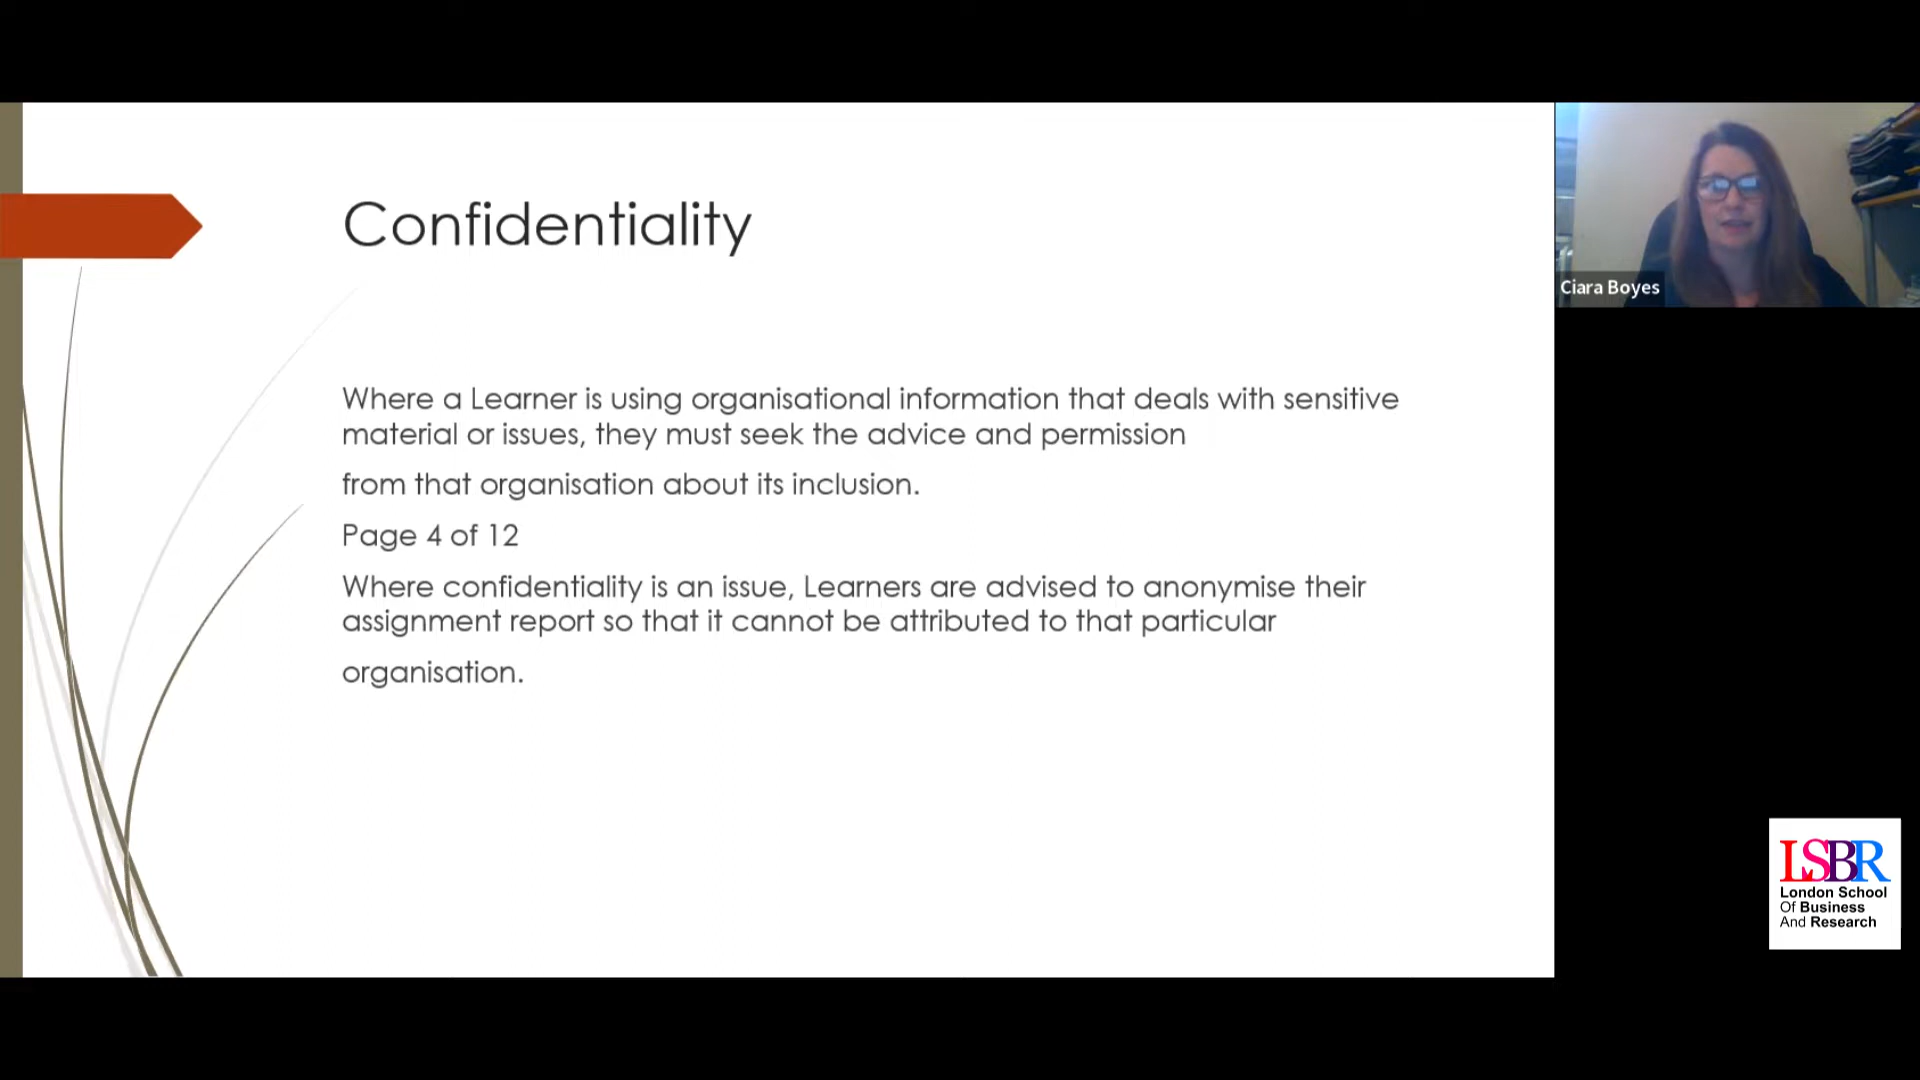 Confidentiality
Where a Learner is using organisational information that deals with sensitive
material or issues, they must seek the advice and permission
from that organisation about its inclusion.
Page 4 of 12
Where confidentiality is an issue, Learners are advised to anonymise their
assignment report so that it cannot be attributed to that particular
organisation.
Ciara Boyes
LSBR
London School
Of Business
And Research